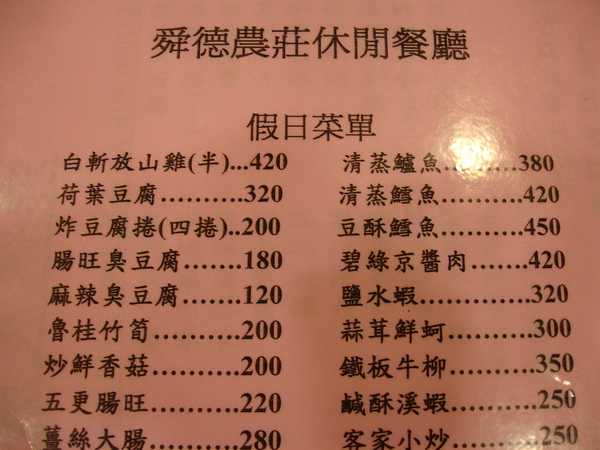 舜德農莊休閒餐廳
假日菜單
白斬放山雞(半)...420
荷葉豆腐..........320
炸豆腐捲(四捲)..200
腸旺臭豆腐.......180
麻辣臭豆腐.......120
魯桂竹筍..........200
炒鮮香菇..........200
五更腸旺..........220
薑絲大腸..........280
清蒸鱸魚..........380
清蒸鱈魚..........420
豆酥鱈魚..........450
碧綠京醬肉.......420
鹽水蝦.............320
蒜茸鮮蚵..........300
鐵板牛柳..........350
鹹酥溪蝦..........250
客家小炒..........250